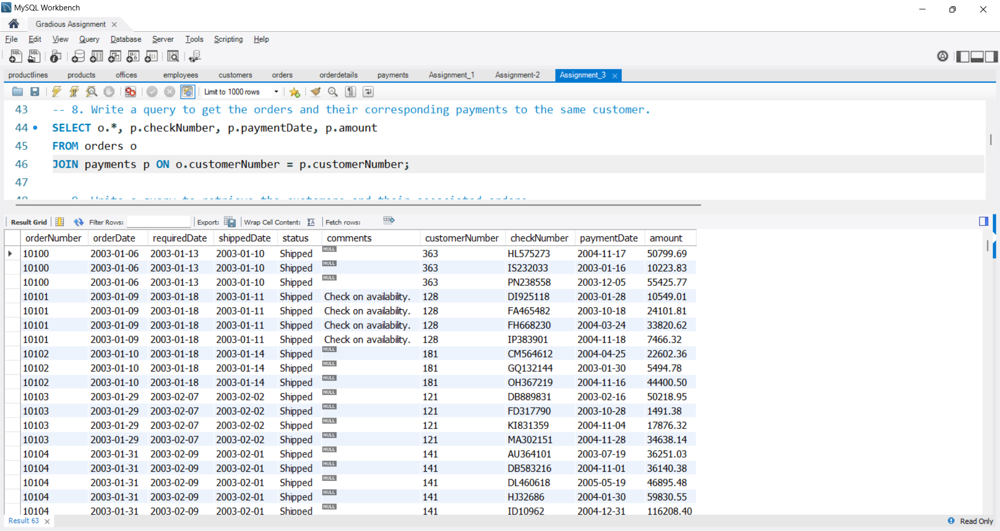 MySQL Workbench
Gradious Assignment
File Edit View Query Database Server Tools Scripting Help
productlines products offices employees customers orders orderdetails payments Assignment_1 Assignment-2 Assignment_3
Limit to 1000 rows
43 -- 8. Write a query to get the orders and their corresponding payments to the same customer.
44 SELECT o.*, p.checkNumber, p.paymentDate, p.amount
45 FROM orders o
46 JOIN payments p ON o.customerNumber = p.customerNumber;
47
48 -- 9. Write a query to retrieve the customers and their associated orders.
Result Grid Filter Rows: Export: Wrap Cell Content: Fetch rows:
orderNumber orderDate requiredDate shippedDate status comments customerNumber checkNumber paymentDate amount
10100 2003-01-06 2003-01-13 2003-01-10 Shipped NULL 363 HL575273 2004-11-17 50799.69
10100 2003-01-06 2003-01-13 2003-01-10 Shipped NULL 363 IS232033 2003-01-16 10223.83
10100 2003-01-06 2003-01-13 2003-01-10 Shipped NULL 363 PN238558 2003-12-05 55425.77
10101 2003-01-09 2003-01-18 2003-01-11 Shipped Check on availability. 128 DI925118 2003-01-28 10549.01
10101 2003-01-09 2003-01-18 2003-01-11 Shipped Check on availability. 128 FA465482 2003-10-18 24101.81
10101 2003-01-09 2003-01-18 2003-01-11 Shipped Check on availability. 128 FH668230 2004-03-24 33820.62
10101 2003-01-09 2003-01-18 2003-01-11 Shipped Check on availability. 128 IP383901 2004-11-18 7466.32
10102 2003-01-10 2003-01-18 2003-01-14 Shipped NULL 181 CM564612 2004-04-25 22602.36
10102 2003-01-10 2003-01-18 2003-01-14 Shipped NULL 181 GQ132144 2003-01-30 5494.78
10102 2003-01-10 2003-01-18 2003-01-14 Shipped NULL 181 OH367219 2004-11-16 44400.50
10103 2003-01-29 2003-02-07 2003-02-02 Shipped NULL 121 DB889831 2003-02-16 50218.95
10103 2003-01-29 2003-02-07 2003-02-02 Shipped NULL 121 FD317790 2003-10-28 1491.38
10103 2003-01-29 2003-02-07 2003-02-02 Shipped NULL 121 KI831359 2004-11-04 17876.32
10103 2003-01-29 2003-02-07 2003-02-02 Shipped NULL 121 MA302151 2004-11-28 34638.14
10104 2003-01-31 2003-02-09 2003-02-01 Shipped NULL 141 AU364101 2003-07-19 36251.03
10104 2003-01-31 2003-02-09 2003-02-01 Shipped NULL 141 DB583216 2004-11-01 36140.38
10104 2003-01-31 2003-02-09 2003-02-01 Shipped NULL 141 DL460618 2005-05-19 46895.48
10104 2003-01-31 2003-02-09 2003-02-01 Shipped NULL 141 HJ32686 2004-01-30 59830.55
10104 2003-01-31 2003-02-09 2003-02-01 Shipped NULL 141 ID10962 2004-12-31 116208.40
Result 63 Read Only